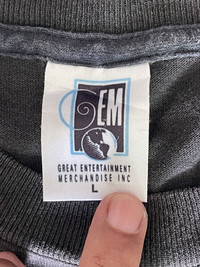 GEM
GREAT ENTERTAINMENT
MERCHANDISE INC
L